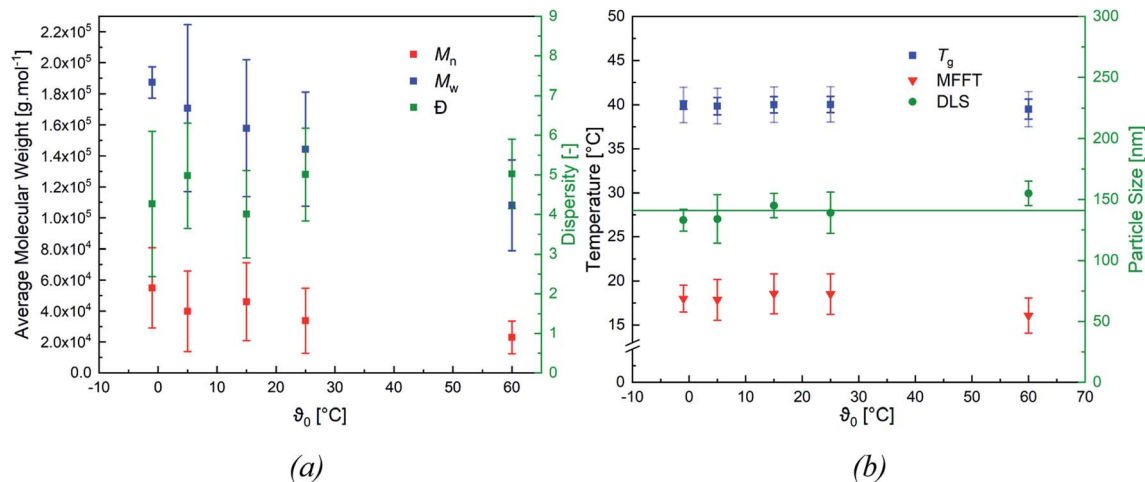 2.2x10⁵
2.0x10⁵
1.8x10⁵
1.6x10⁵
1.4x10⁵
1.2x10⁵
1.0x10⁵
8.0x10⁴
6.0x10⁴
4.0x10⁴
2.0x10⁴
0.0
Average Molecular Weight [g.mol⁻¹]
-10 0 10 20 30 40 50 60
ϑ₀ [°C]
9
8
7
6
5
4
3
2
1
0
Dispersity [-]
Mₙ
M_w
Đ
(a)
50
45
40
35
30
25
20
15
0
Temperature [°C]
-10 0 10 20 30 40 50 60 70
ϑ₀ [°C]
300
250
200
150
100
50
0
Particle Size [nm]
T_g
MFFT
DLS
(b)